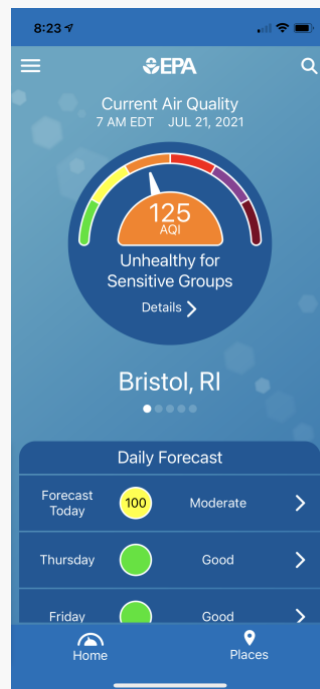 8:23
EPA
Current Air Quality
7 AM EDT JUL 21, 2021
125
AQI
Unhealthy for
Sensitive Groups
Details
Bristol, RI
Daily Forecast
Forecast
Today
100
Moderate
Thursday
Good
Friday
Good
Home
Places